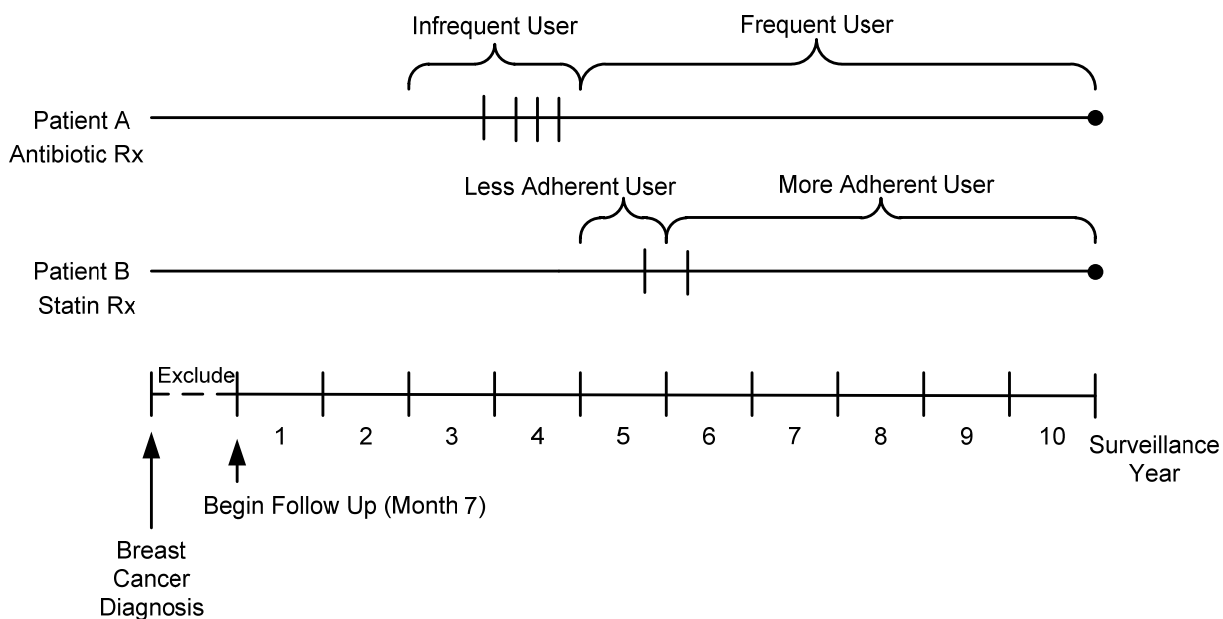 Infrequent User
Frequent User
Patient A
Antibiotic Rx
Less Adherent User
More Adherent User
Patient B
Statin Rx
Exclude
1 2 3 4 5 6 7 8 9 10
Surveillance
Year
Begin Follow Up (Month 7)
Breast
Cancer
Diagnosis